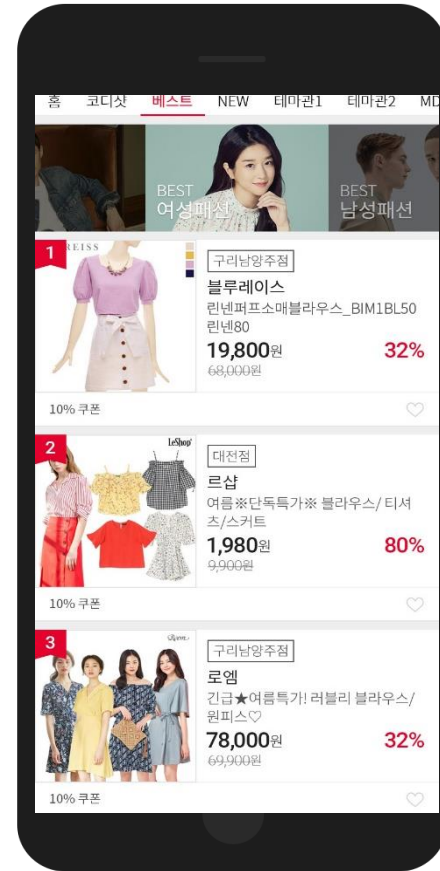 홈 코디샷 베스트 NEW 테마관1 테마관2 MD
BEST
여성패션
BEST
남성패션
1
REISS
구리남양주점
블루레이스
린넨퍼프소매블라우스_BIM1BL50
린넨80
19,800원 32%
68,000원
10% 쿠폰
2
LeShop
대전점
르샵
여름※단독특가※ 블라우스/ 티셔
츠/스커트
1,980원 80%
9,900원
10% 쿠폰
3
Roem
구리남양주점
로엠
긴급★여름특가! 러블리 블라우스/
원피스♡
78,000원 32%
69,900원
10% 쿠폰